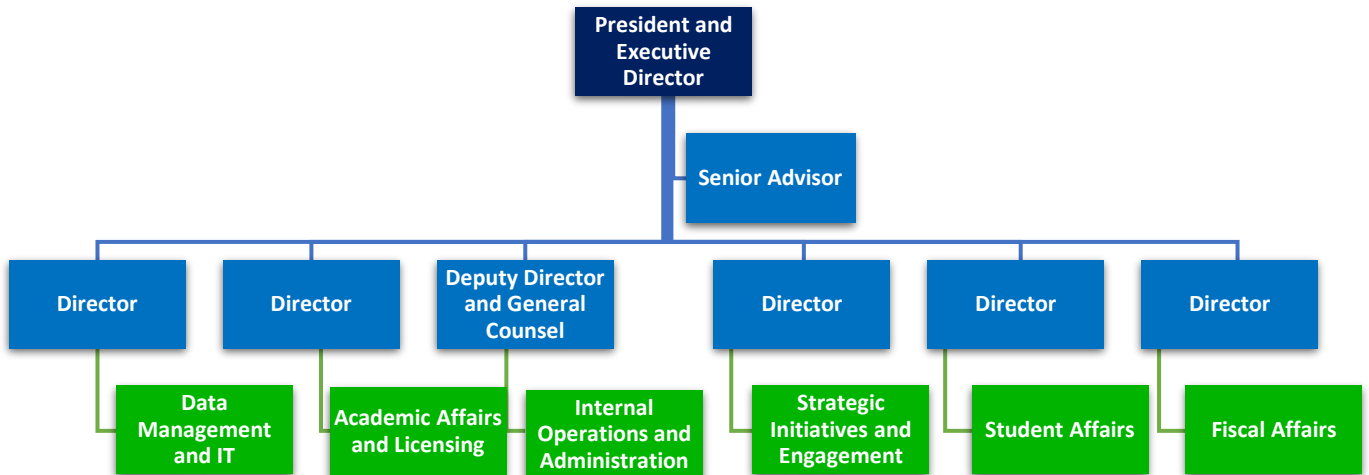 President and
Executive
Director
Senior Advisor
Director
Director
Deputy Director
and General
Counsel
Director
Director
Director
Data
Management
and IT
Academic Affairs
and Licensing
Internal
Operations and
Administration
Strategic
Initiatives and
Engagement
Student Affairs
Fiscal Affairs